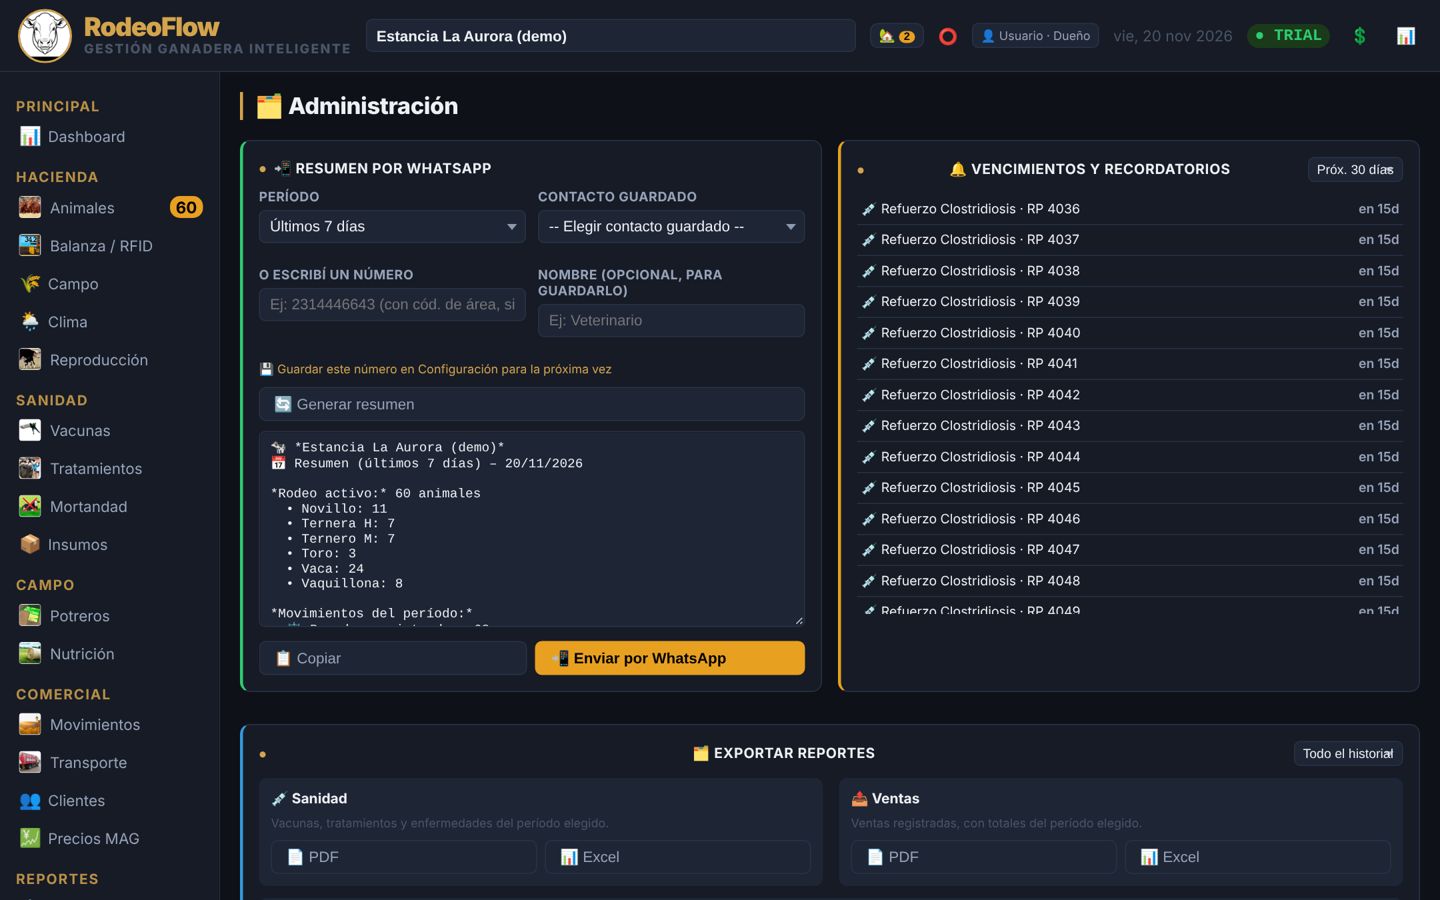 RodeoFlow
GESTIÓN GANADERA INTELIGENTE
Estancia La Aurora (demo)
2
Usuario · Dueño
vie, 20 nov 2026
TRIAL
PRINCIPAL
Dashboard
HACIENDA
Animales
60
Balanza / RFID
Campo
Clima
Reproducción
SANIDAD
Vacunas
Tratamientos
Mortandad
Insumos
CAMPO
Potreros
Nutrición
COMERCIAL
Movimientos
Transporte
Clientes
Precios MAG
REPORTES
Administración
RESUMEN POR WHATSAPP
PERÍODO
Últimos 7 días
CONTACTO GUARDADO
-- Elegir contacto guardado --
O ESCRIBÍ UN NÚMERO
Ej: 2314446643 (con cód. de área, si
NOMBRE (OPCIONAL, PARA
GUARDARLO)
Ej: Veterinario
Guardar este número en Configuración para la próxima vez
Generar resumen
*Estancia La Aurora (demo)*
Resumen (últimos 7 días) – 20/11/2026
*Rodeo activo:* 60 animales
• Novillo: 11
• Ternera H: 7
• Ternero M: 7
• Toro: 3
• Vaca: 24
• Vaquillona: 8
*Movimientos del período:*
Copiar
Enviar por WhatsApp
VENCIMIENTOS Y RECORDATORIOS
Próx. 30 días
Refuerzo Clostridiosis · RP 4036 en 15d
Refuerzo Clostridiosis · RP 4037 en 15d
Refuerzo Clostridiosis · RP 4038 en 15d
Refuerzo Clostridiosis · RP 4039 en 15d
Refuerzo Clostridiosis · RP 4040 en 15d
Refuerzo Clostridiosis · RP 4041 en 15d
Refuerzo Clostridiosis · RP 4042 en 15d
Refuerzo Clostridiosis · RP 4043 en 15d
Refuerzo Clostridiosis · RP 4044 en 15d
Refuerzo Clostridiosis · RP 4045 en 15d
Refuerzo Clostridiosis · RP 4046 en 15d
Refuerzo Clostridiosis · RP 4047 en 15d
Refuerzo Clostridiosis · RP 4048 en 15d
Refuerzo Clostridiosis · RP 4049 en 15d
EXPORTAR REPORTES
Todo el historial
Sanidad
Vacunas, tratamientos y enfermedades del período elegido.
PDF
Excel
Ventas
Ventas registradas, con totales del período elegido.
PDF
Excel